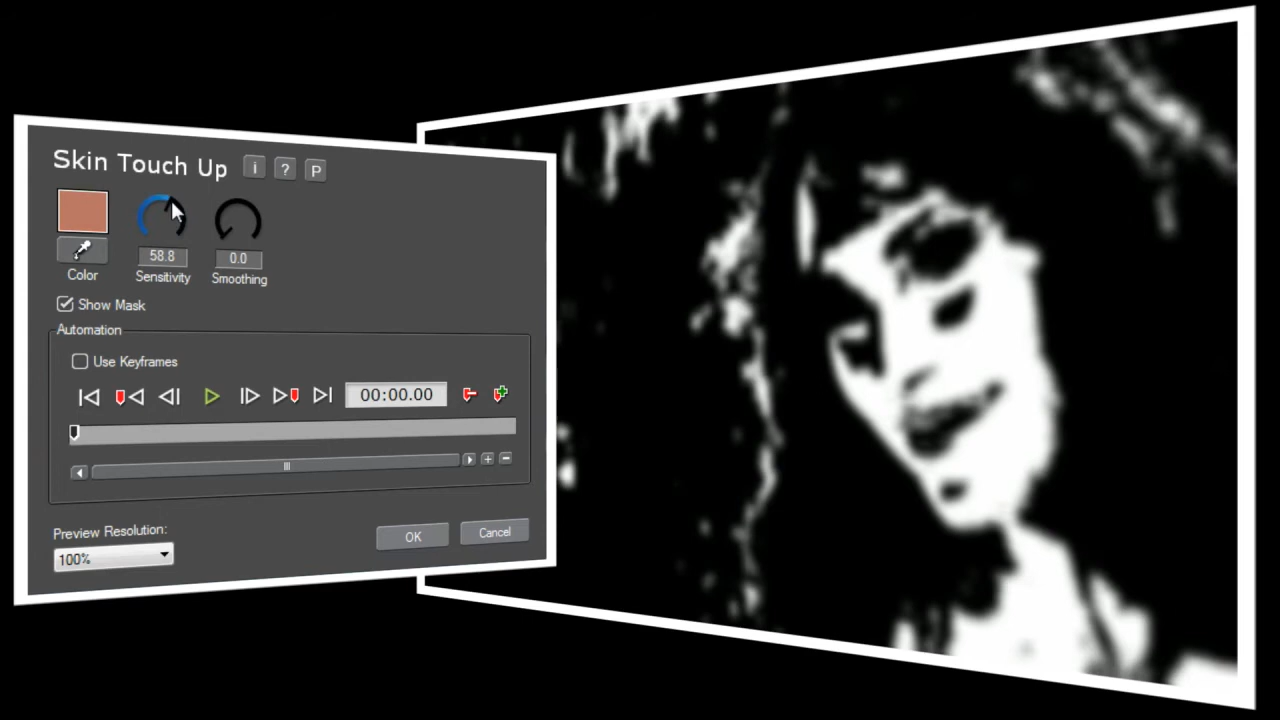 Skin Touch Up i ? P
58.8 0.0
Color Sensitivity Smoothing
Show Mask
Automation
Use Keyframes
00:00.00
Preview Resolution:
100%
OK Cancel